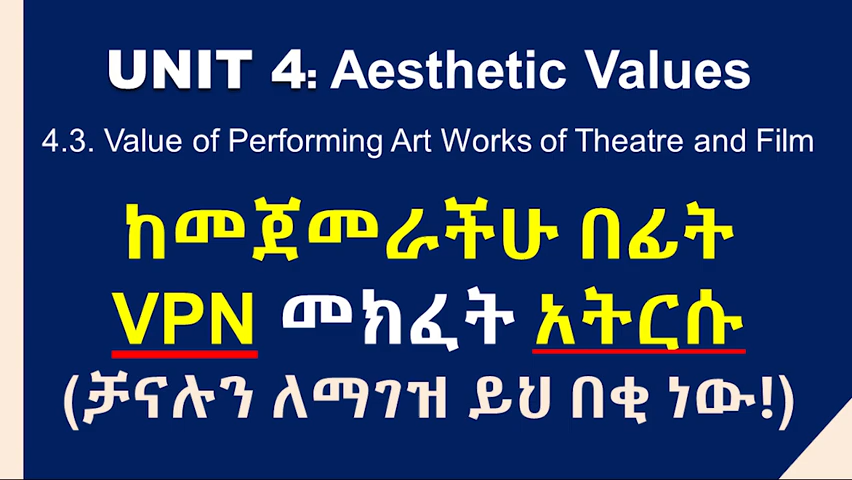 UNIT 4: Aesthetic Values
4.3. Value of Performing Art Works of Theatre and Film
ከመጀመራችሁ በፊት
VPN መክፈት አትርሱ
(ቻናሉን ለማገዝ ይህ በቂ ነው!)